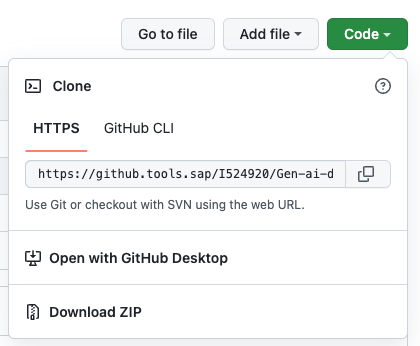 Go to file
Add file
Code
Clone
HTTPS
GitHub CLI
https://github.tools.sap/I524920/Gen-ai-d
Use Git or checkout with SVN using the web URL.
Open with GitHub Desktop
Download ZIP